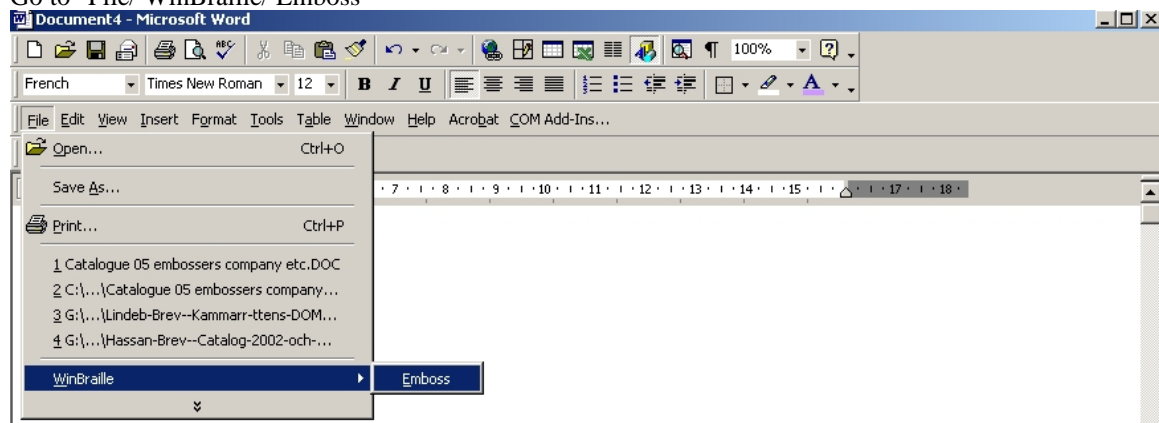 Go to "File/ WinBraille/ Emboss"
Document4 - Microsoft Word
100%
French Times New Roman 12 B I U A
File Edit View Insert Format Tools Table Window Help Acrobat COM Add-Ins...
Open... Ctrl+O
Save As...
· 7 · ı · 8 · ı · 9 · ı · 10 · ı · 11 · ı · 12 · ı · 13 · ı · 14 · ı · 15 · ı · ı · 17 · ı · 18 ·
Print... Ctrl+P
1 Catalogue 05 embossers company etc.DOC
2 C:\...\Catalogue 05 embossers company...
3 G:\...\Lindeb-Brev--Kammarr-ttens-DOM...
4 G:\...\Hassan-Brev--Catalog-2002-och-...
WinBraille Emboss